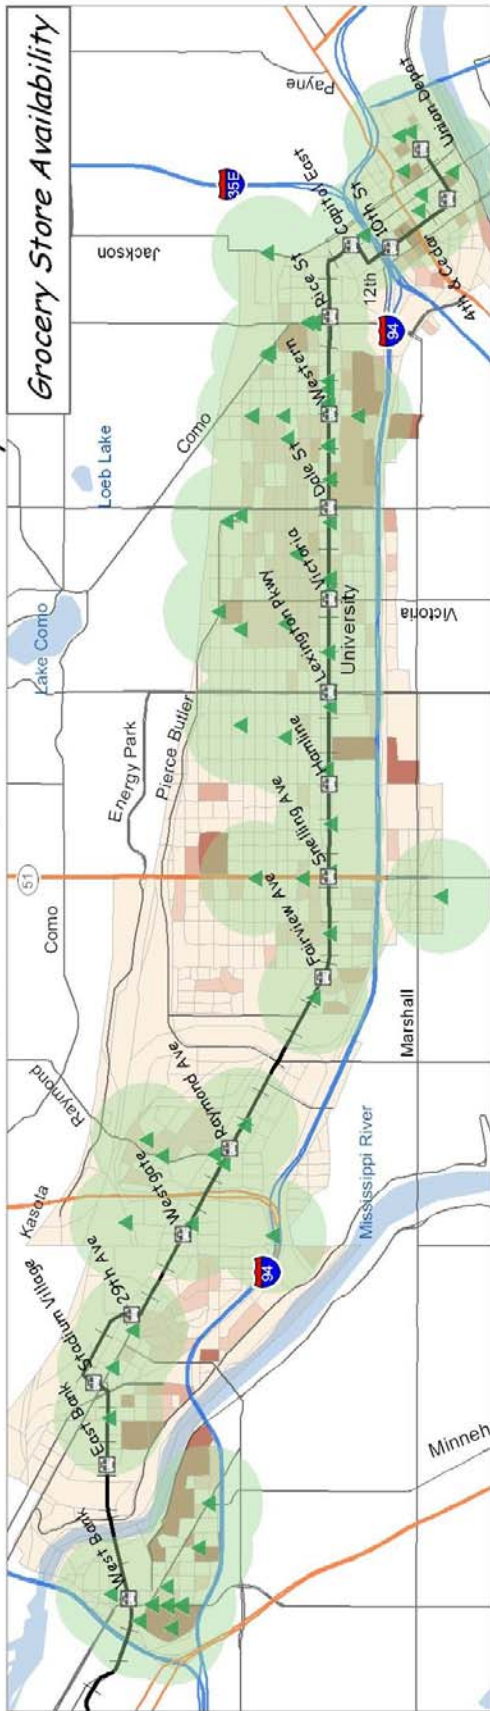 Grocery Store Availability
Lake Como
Loeb Lake
Como
Jackson
35E
Payne
51
Como
Energy Park
Pierce Butler
Kasota
Raymond
West Bank
East Bank
Stadium Village
29th Ave
Westgate
Raymond Ave
Fairview Ave
Snelling Ave
Hamline
Lexington Pkwy
Victoria
Dale St
Western
Rice St
Capitol East
10th St
12th
4th & Cedar
Union Depot
University
94
94
Victoria
Marshall
Mississippi River
Minneh